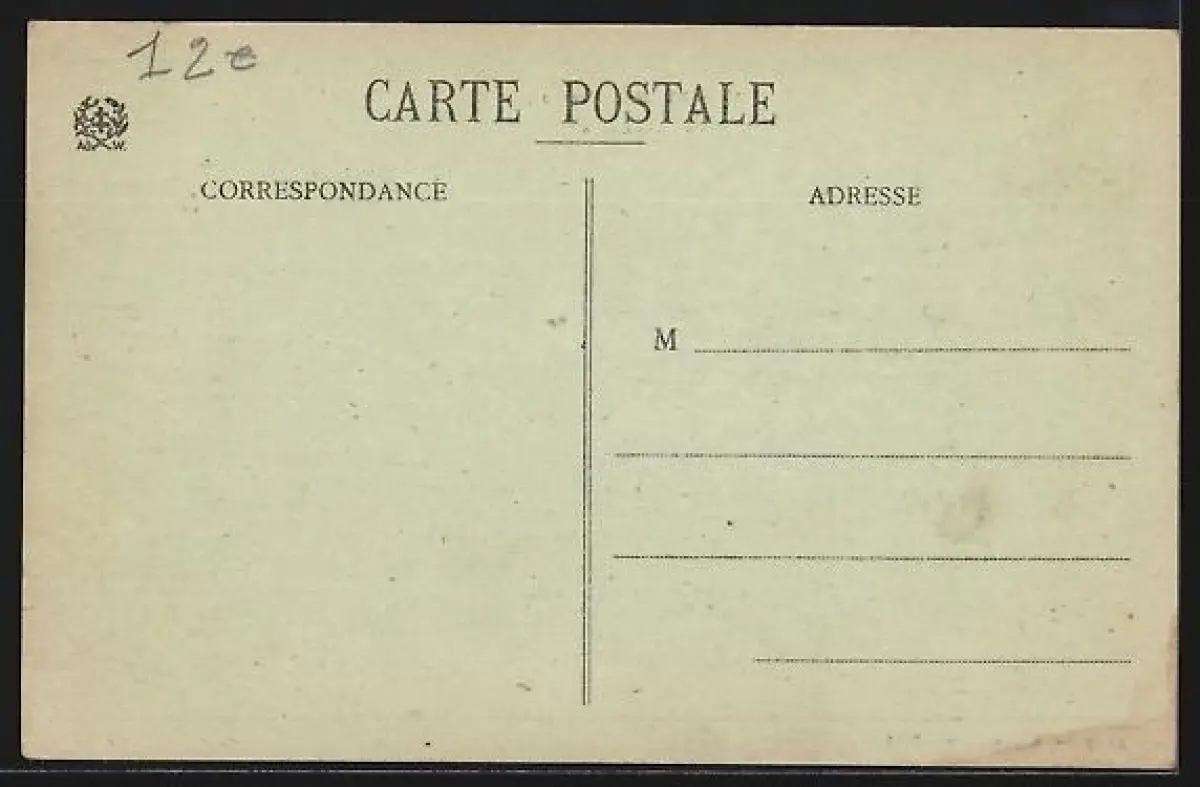 12e
CARTE POSTALE
CORRESPONDANCE
ADRESSE
M